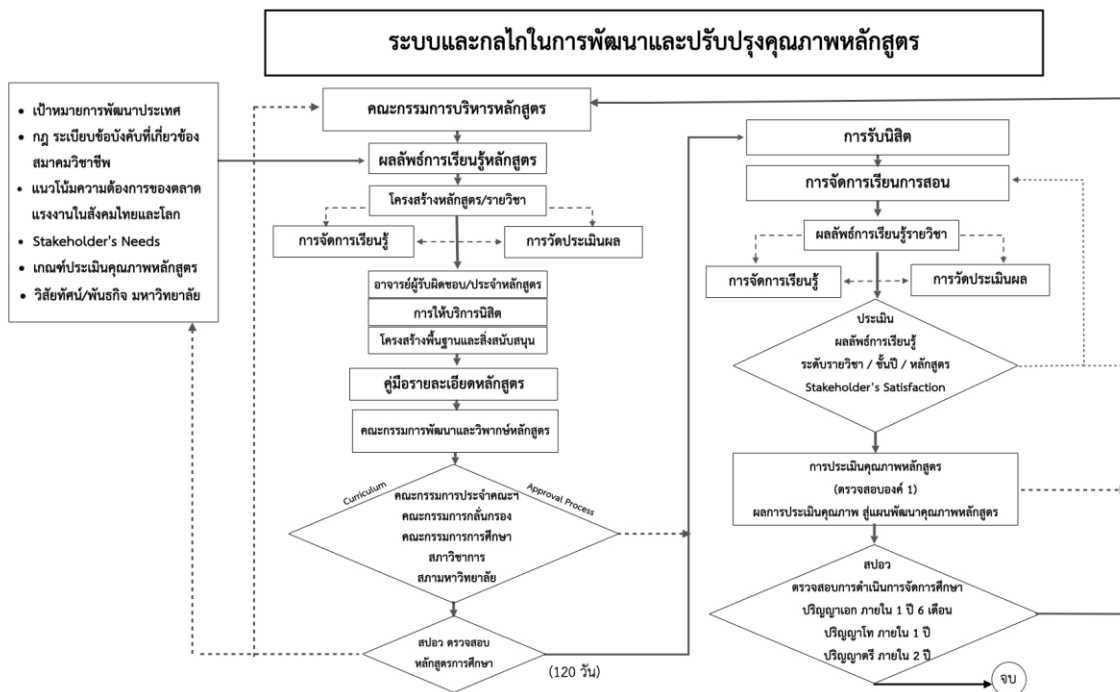 ระบบและกลไกในการพัฒนาและปรับปรุงคุณภาพหลักสูตร
• เป้าหมายการพัฒนาประเทศ
• กฎ ระเบียบข้อบังคับที่เกี่ยวข้อง
สมาคมวิชาชีพ
• แนวโน้มความต้องการของตลาด
แรงงานในสังคมไทยและโลก
• Stakeholder's Needs
• เกณฑ์ประเมินคุณภาพหลักสูตร
• วิสัยทัศน์/พันธกิจ มหาวิทยาลัย
คณะกรรมการบริหารหลักสูตร
ผลลัพธ์การเรียนรู้หลักสูตร
โครงสร้างหลักสูตร/รายวิชา
การจัดการเรียนรู้
การวัดประเมินผล
อาจารย์ผู้รับผิดชอบ/ประจำหลักสูตร
การให้บริการนิสิต
โครงสร้างพื้นฐานและสิ่งสนับสนุน
คู่มือรายละเอียดหลักสูตร
คณะกรรมการพัฒนาและวิพากษ์หลักสูตร
Curriculum
Approval Process
คณะกรรมการประจำคณะฯ
คณะกรรมการกลั่นกรอง
คณะกรรมการการศึกษา
สภาวิชาการ
สภามหาวิทยาลัย
สปอว ตรวจสอบ
หลักสูตรการศึกษา
(120 วัน)
การรับนิสิต
การจัดการเรียนการสอน
ผลลัพธ์การเรียนรู้รายวิชา
การจัดการเรียนรู้
การวัดประเมินผล
ประเมิน
ผลลัพธ์การเรียนรู้
ระดับรายวิชา / ชั้นปี / หลักสูตร
Stakeholder's Satisfaction
การประเมินคุณภาพหลักสูตร
(ตรวจสอบองค์ 1)
ผลการประเมินคุณภาพ สู่แผนพัฒนาคุณภาพหลักสูตร
สปอว
ตรวจสอบการดำเนินการจัดการศึกษา
ปริญญาเอก ภายใน 1 ปี 6 เดือน
ปริญญาโท ภายใน 1 ปี
ปริญญาตรี ภายใน 2 ปี
จบ